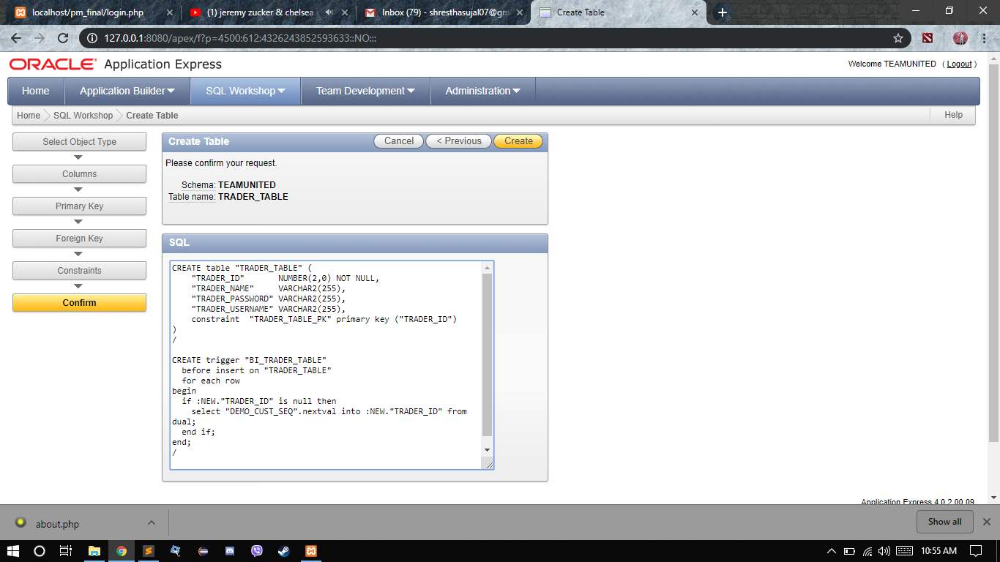 localhost/pm_final/login.php
(1) jeremy zucker & chelsea
Inbox (79) - shresthasujal07@gm
Create Table
127.0.0.1:8080/apex/f?p=4500:612:4326243852593633::NO:::
ORACLE Application Express
Welcome TEAMUNITED ( Logout )
Home
Application Builder
SQL Workshop
Team Development
Administration
Home
SQL Workshop
Create Table
Help
Select Object Type
Columns
Primary Key
Foreign Key
Constraints
Confirm
Create Table
Cancel
< Previous
Create
Please confirm your request.
Schema: TEAMUNITED
Table name: TRADER_TABLE
SQL
CREATE table "TRADER_TABLE" (
    "TRADER_ID"       NUMBER(2,0) NOT NULL,
    "TRADER_NAME"     VARCHAR2(255),
    "TRADER_PASSWORD" VARCHAR2(255),
    "TRADER_USERNAME" VARCHAR2(255),
    constraint  "TRADER_TABLE_PK" primary key ("TRADER_ID")
)
/
CREATE trigger "BI_TRADER_TABLE"
  before insert on "TRADER_TABLE"
  for each row
begin
  if :NEW."TRADER_ID" is null then
    select "DEMO_CUST_SEQ".nextval into :NEW."TRADER_ID" from
dual;
  end if;
end;
/
Application Express 4.0.2.00.09
about.php
Show all
10:55 AM